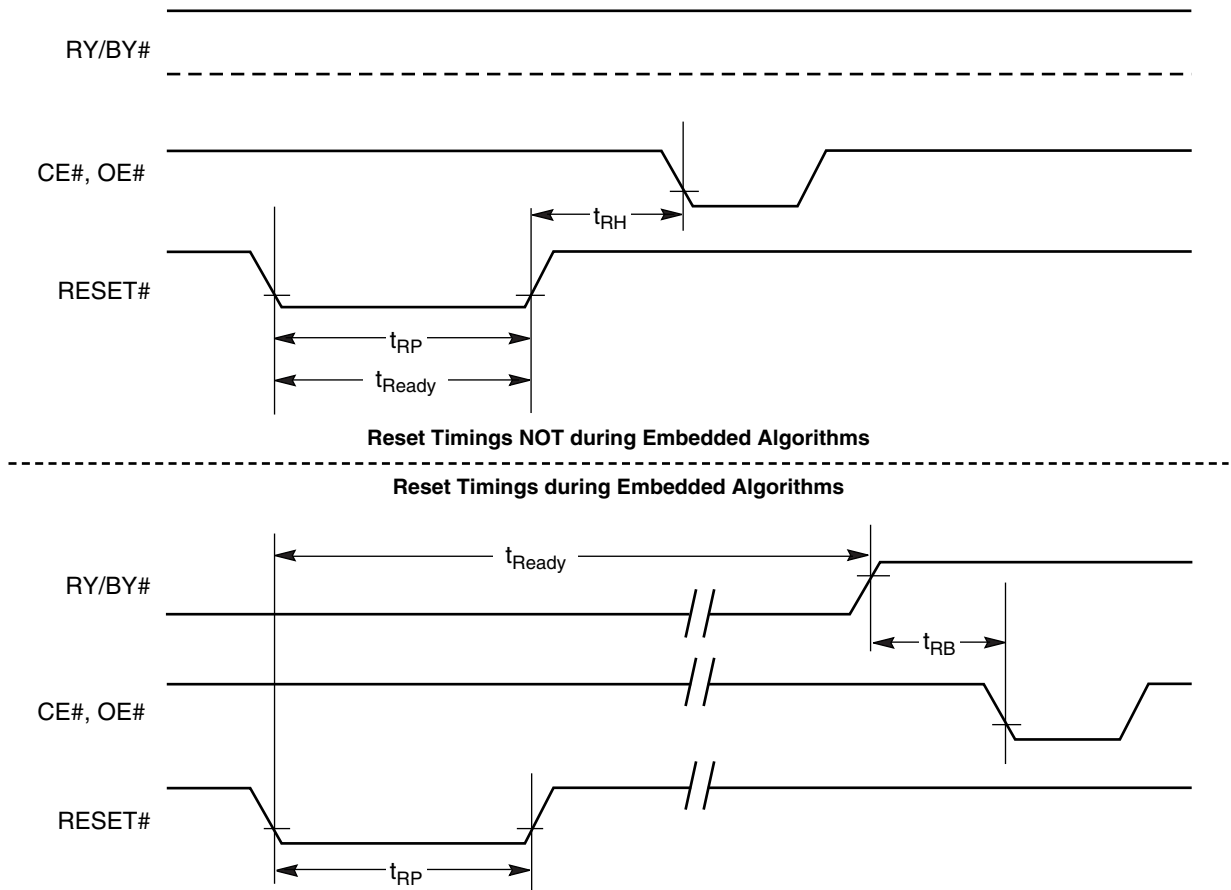 RY/BY#
CE#, OE#
tRH
RESET#
tRP
tReady
Reset Timings NOT during Embedded Algorithms
Reset Timings during Embedded Algorithms
tReady
RY/BY#
tRB
CE#, OE#
RESET#
tRP